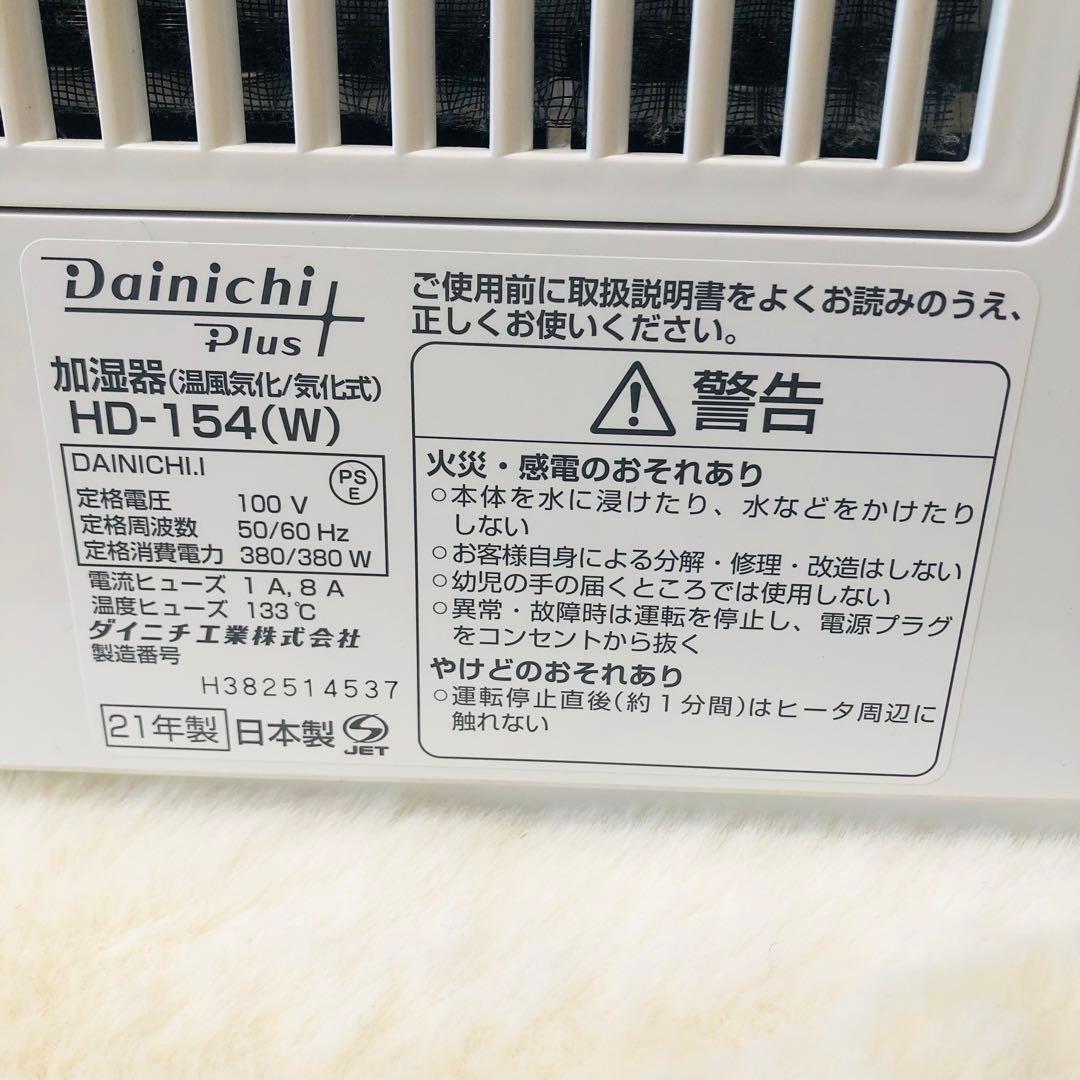 Dainichi
Plus
加湿器(温風気化/気化式)
HD-154(W)
DAINICHI.I
PS
E
定格電圧 100 V
定格周波数 50/60 Hz
定格消費電力 380/380 W
電流ヒューズ 1 A, 8 A
温度ヒューズ 133℃
ダイニチ工業株式会社
製造番号
H382514537
21年製 日本製 JET
ご使用前に取扱説明書をよくお読みのうえ、
正しくお使いください。
警告
火災・感電のおそれあり
○本体を水に浸けたり、水などをかけたり
しない
○お客様自身による分解・修理・改造はしない
○幼児の手の届くところでは使用しない
○異常・故障時は運転を停止し、電源プラグ
をコンセントから抜く
やけどのおそれあり
○運転停止直後(約1分間)はヒータ周辺に
触れない